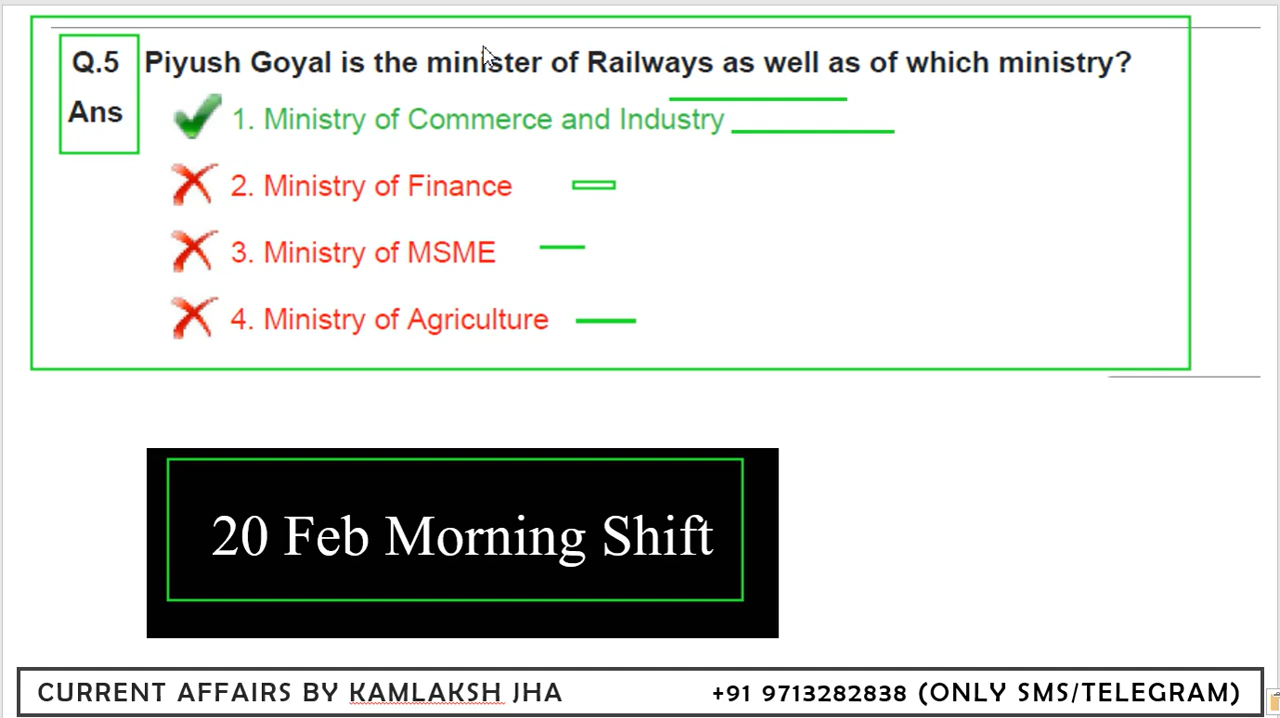 Q.5 Piyush Goyal is the minister of Railways as well as of which ministry?
Ans 1. Ministry of Commerce and Industry
2. Ministry of Finance
3. Ministry of MSME
4. Ministry of Agriculture
20 Feb Morning Shift
CURRENT AFFAIRS BY KAMLAKSH JHA +91 9713282838 (ONLY SMS/TELEGRAM)